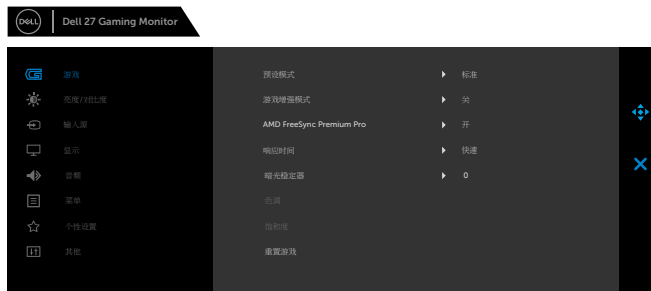 DELL Dell 27 Gaming Monitor
游戏 预设模式 标准
亮度/对比度 游戏增强模式 关
输入源 AMD FreeSync Premium Pro 开
显示 响应时间 快速
音频 暗光稳定器 0
菜单 色调
个性设置 饱和度
其他 重置游戏